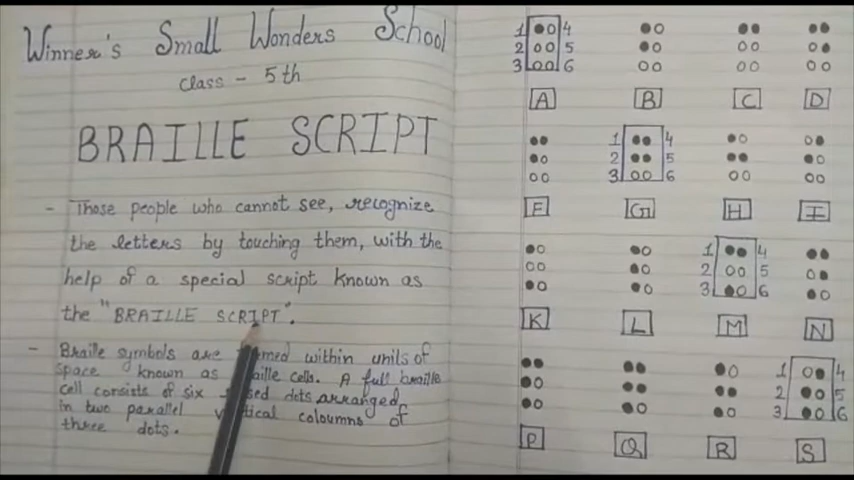 Winner's Small Wonders School
Class - 5th
BRAILLE SCRIPT
- Those people who cannot see, recognize
the letters by touching them, with the
help of a special script known as
the "BRAILLE SCRIPT".
- Braille symbols are within units of
space known as cells. A full braille
cell consists of six dots arranged
in two parallel coloumns of
three dots.
1 4
2 5
3 6
A B C D
1 4
2 5
3 6
F G H I
1 4
2 5
3 6
K L M N
1 4
2 5
3 6
P Q R S